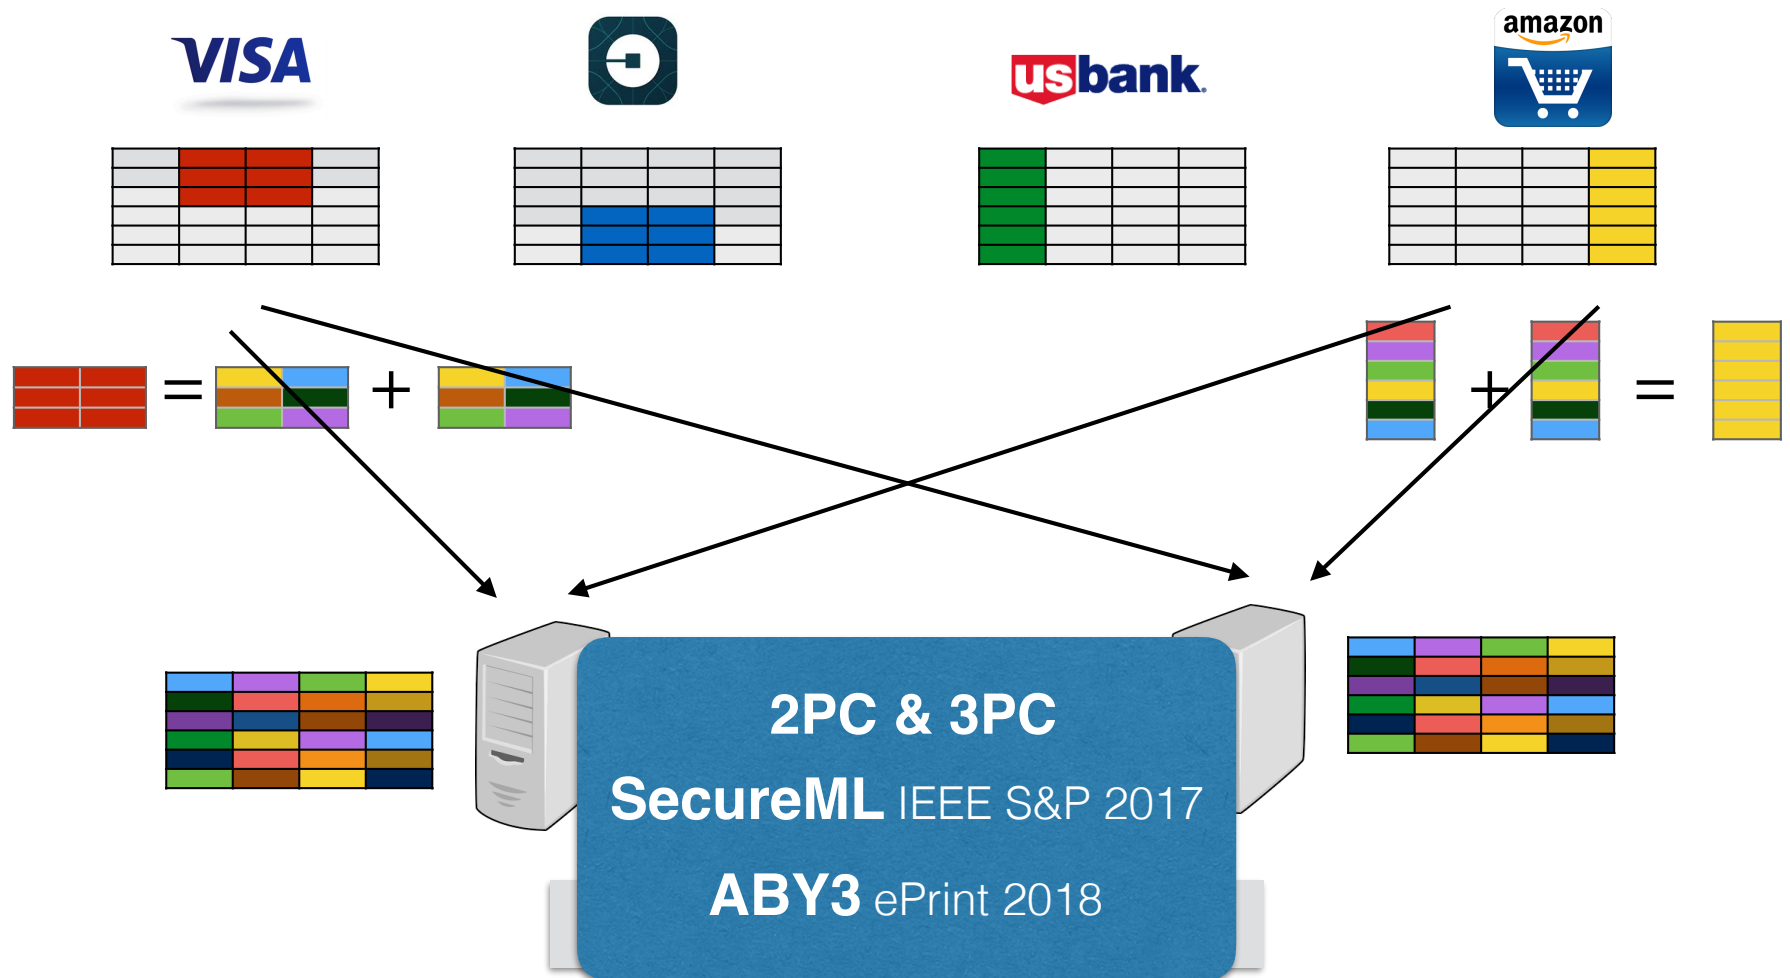 VISA
usbank
amazon
= +
+ =
2PC & 3PC
SecureML IEEE S&P 2017
ABY3 ePrint 2018